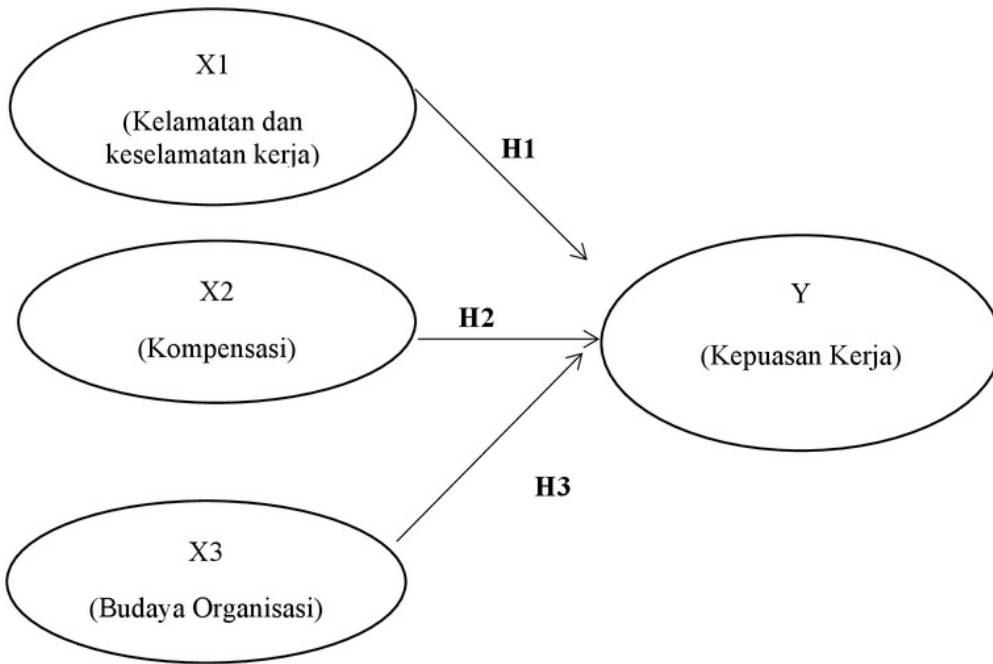 X1
(Kelamatan dan
keselamatan kerja)
H1
X2
(Kompensasi)
H2
Y
(Kepuasan Kerja)
H3
X3
(Budaya Organisasi)